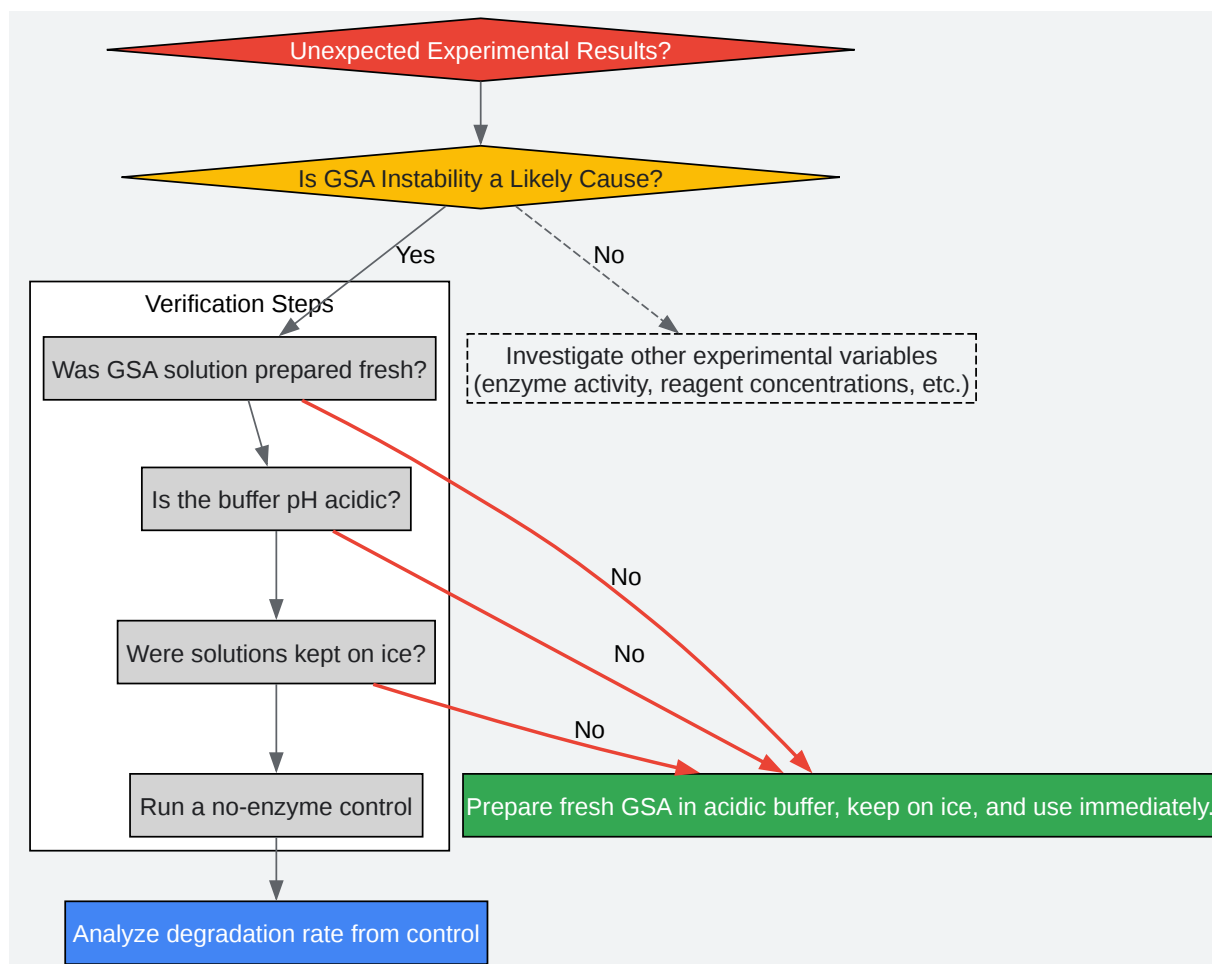 Unexpected Experimental Results?
Is GSA Instability a Likely Cause?
Yes
No
Verification Steps
Was GSA solution prepared fresh?
Investigate other experimental variables
(enzyme activity, reagent concentrations, etc.)
Is the buffer pH acidic?
No
Were solutions kept on ice?
No
No
Run a no-enzyme control
Prepare fresh GSA in acidic buffer, keep on ice, and use immediately.
Analyze degradation rate from control